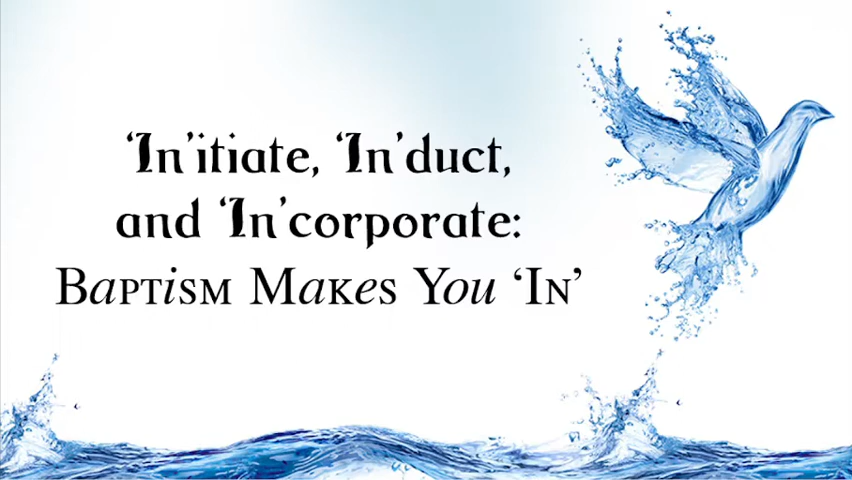 ‘In’itiate, ‘In’duct,
and ‘In’corporate:
Baptism Makes You ‘In’